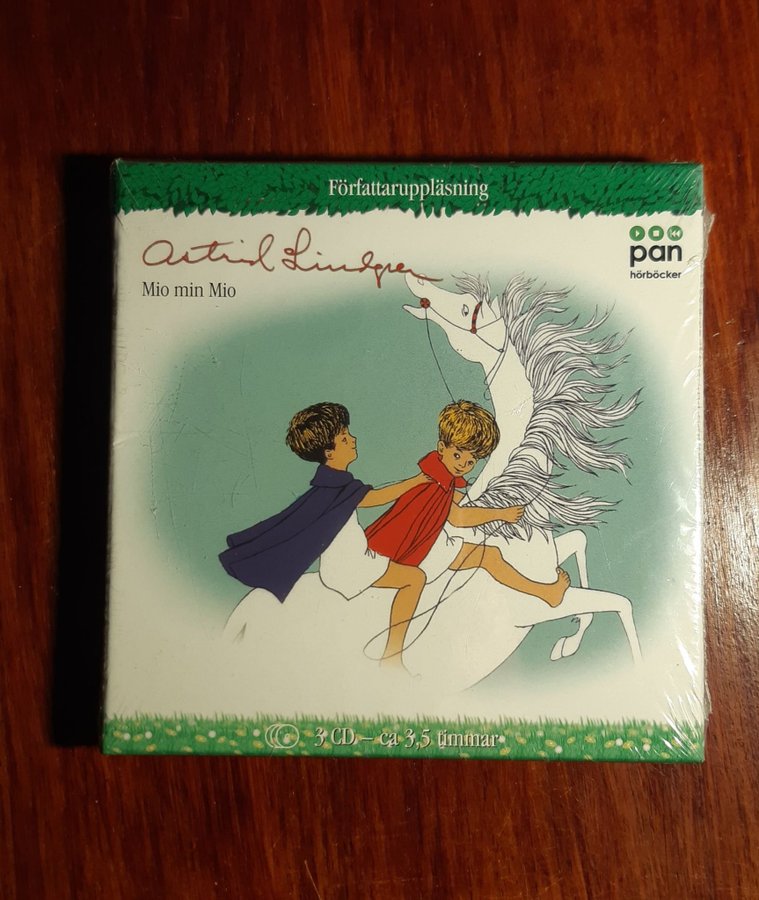 Författaruppläsning
Astrid Lindgren
Mio min Mio
pan
hörböcker
3 CD – ca 3,5 timmar